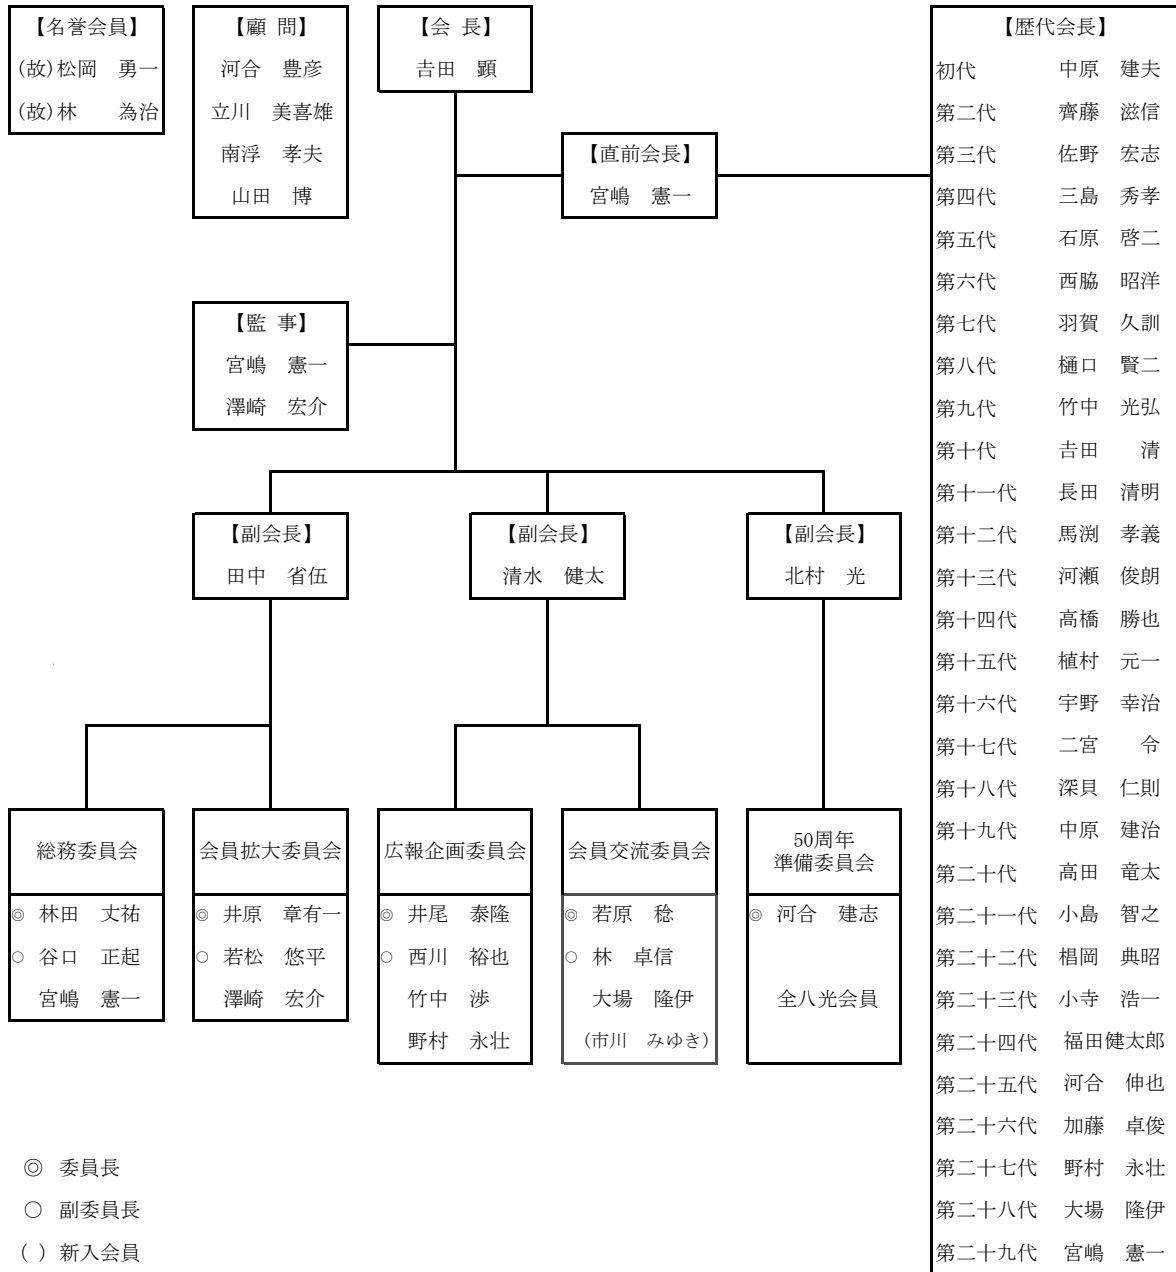 【名誉会員】
(故)松岡　勇一
(故)林　　為治
【顧 問】
河合　豊彦
立川　美喜雄
南浮　孝夫
山田　博
【会 長】
吉田　顕
【直前会長】
宮嶋　憲一
【監 事】
宮嶋　憲一
澤崎　宏介
【副会長】
田中　省伍
【副会長】
清水　健太
【副会長】
北村　光
総務委員会
◎ 林田　丈祐
○ 谷口　正起
宮嶋　憲一
会員拡大委員会
◎ 井原　章有一
○ 若松　悠平
澤崎　宏介
広報企画委員会
◎ 井尾　泰隆
○ 西川　裕也
竹中　渉
野村　永壮
会員交流委員会
◎ 若原　稔
○ 林　卓信
大場　隆伊
(市川　みゆき)
50周年
準備委員会
◎ 河合　建志
全八光会員
◎ 委員長
○ 副委員長
( ) 新入会員
【歴代会長】
初代　中原　建夫
第二代　齊藤　滋信
第三代　佐野　宏志
第四代　三島　秀孝
第五代　石原　啓二
第六代　西脇　昭洋
第七代　羽賀　久訓
第八代　樋口　賢二
第九代　竹中　光弘
第十代　吉田　　清
第十一代　長田　清明
第十二代　馬渕　孝義
第十三代　河瀬　俊朗
第十四代　高橋　勝也
第十五代　植村　元一
第十六代　宇野　幸治
第十七代　二宮　　令
第十八代　深貝　仁則
第十九代　中原　建治
第二十代　高田　竜太
第二十一代　小島　智之
第二十二代　椙岡　典昭
第二十三代　小寺　浩一
第二十四代　福田健太郎
第二十五代　河合　伸也
第二十六代　加藤　卓俊
第二十七代　野村　永壮
第二十八代　大場　隆伊
第二十九代　宮嶋　憲一